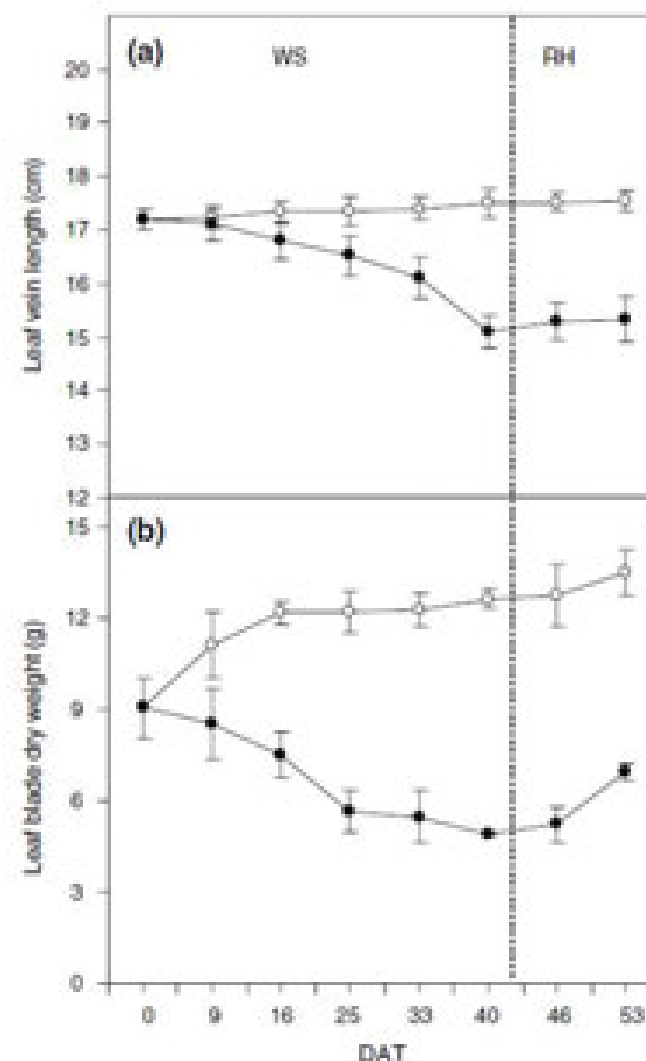 (a) WS RH
20
19
18
17
16
15
14
13
12
Leaf vein length (cm)
(b)
15
12
9
6
3
0
Leaf blade dry weight (g)
0 9 16 25 33 40 46 53
DAT